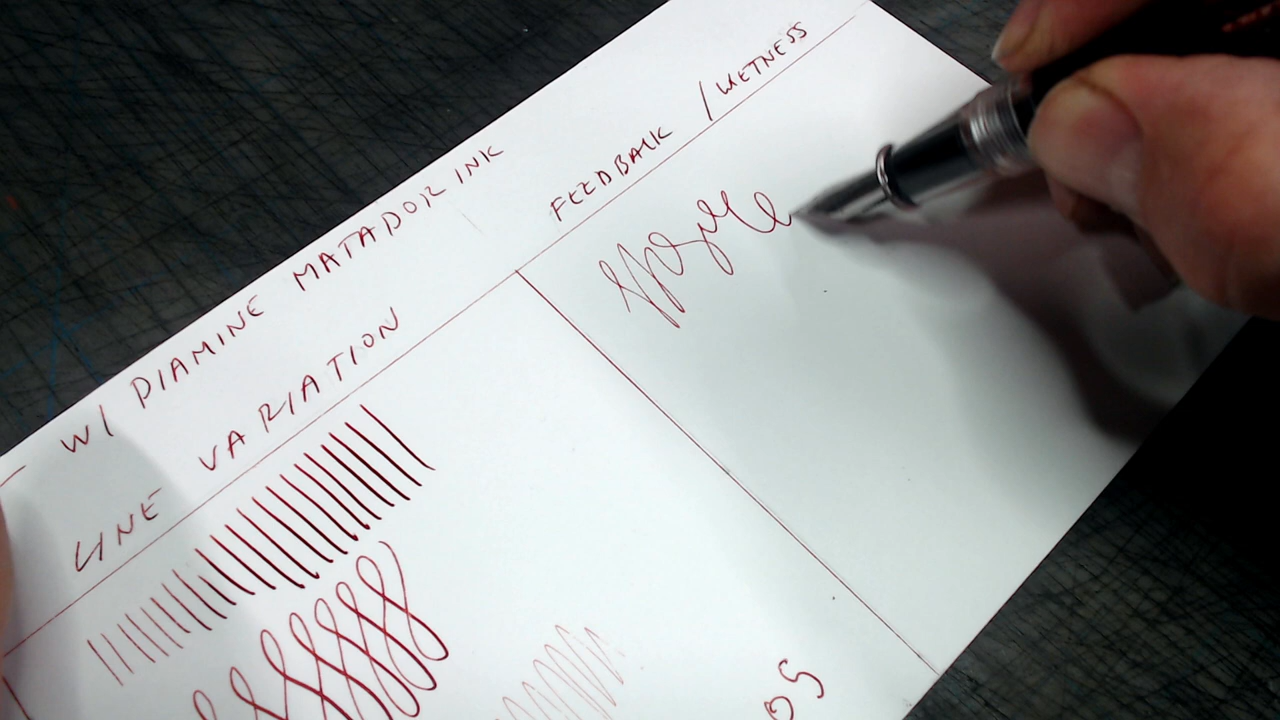 – W/ DIAMINE MATADOR INK
LINE VARIATION
FEEDBACK / WETNESS